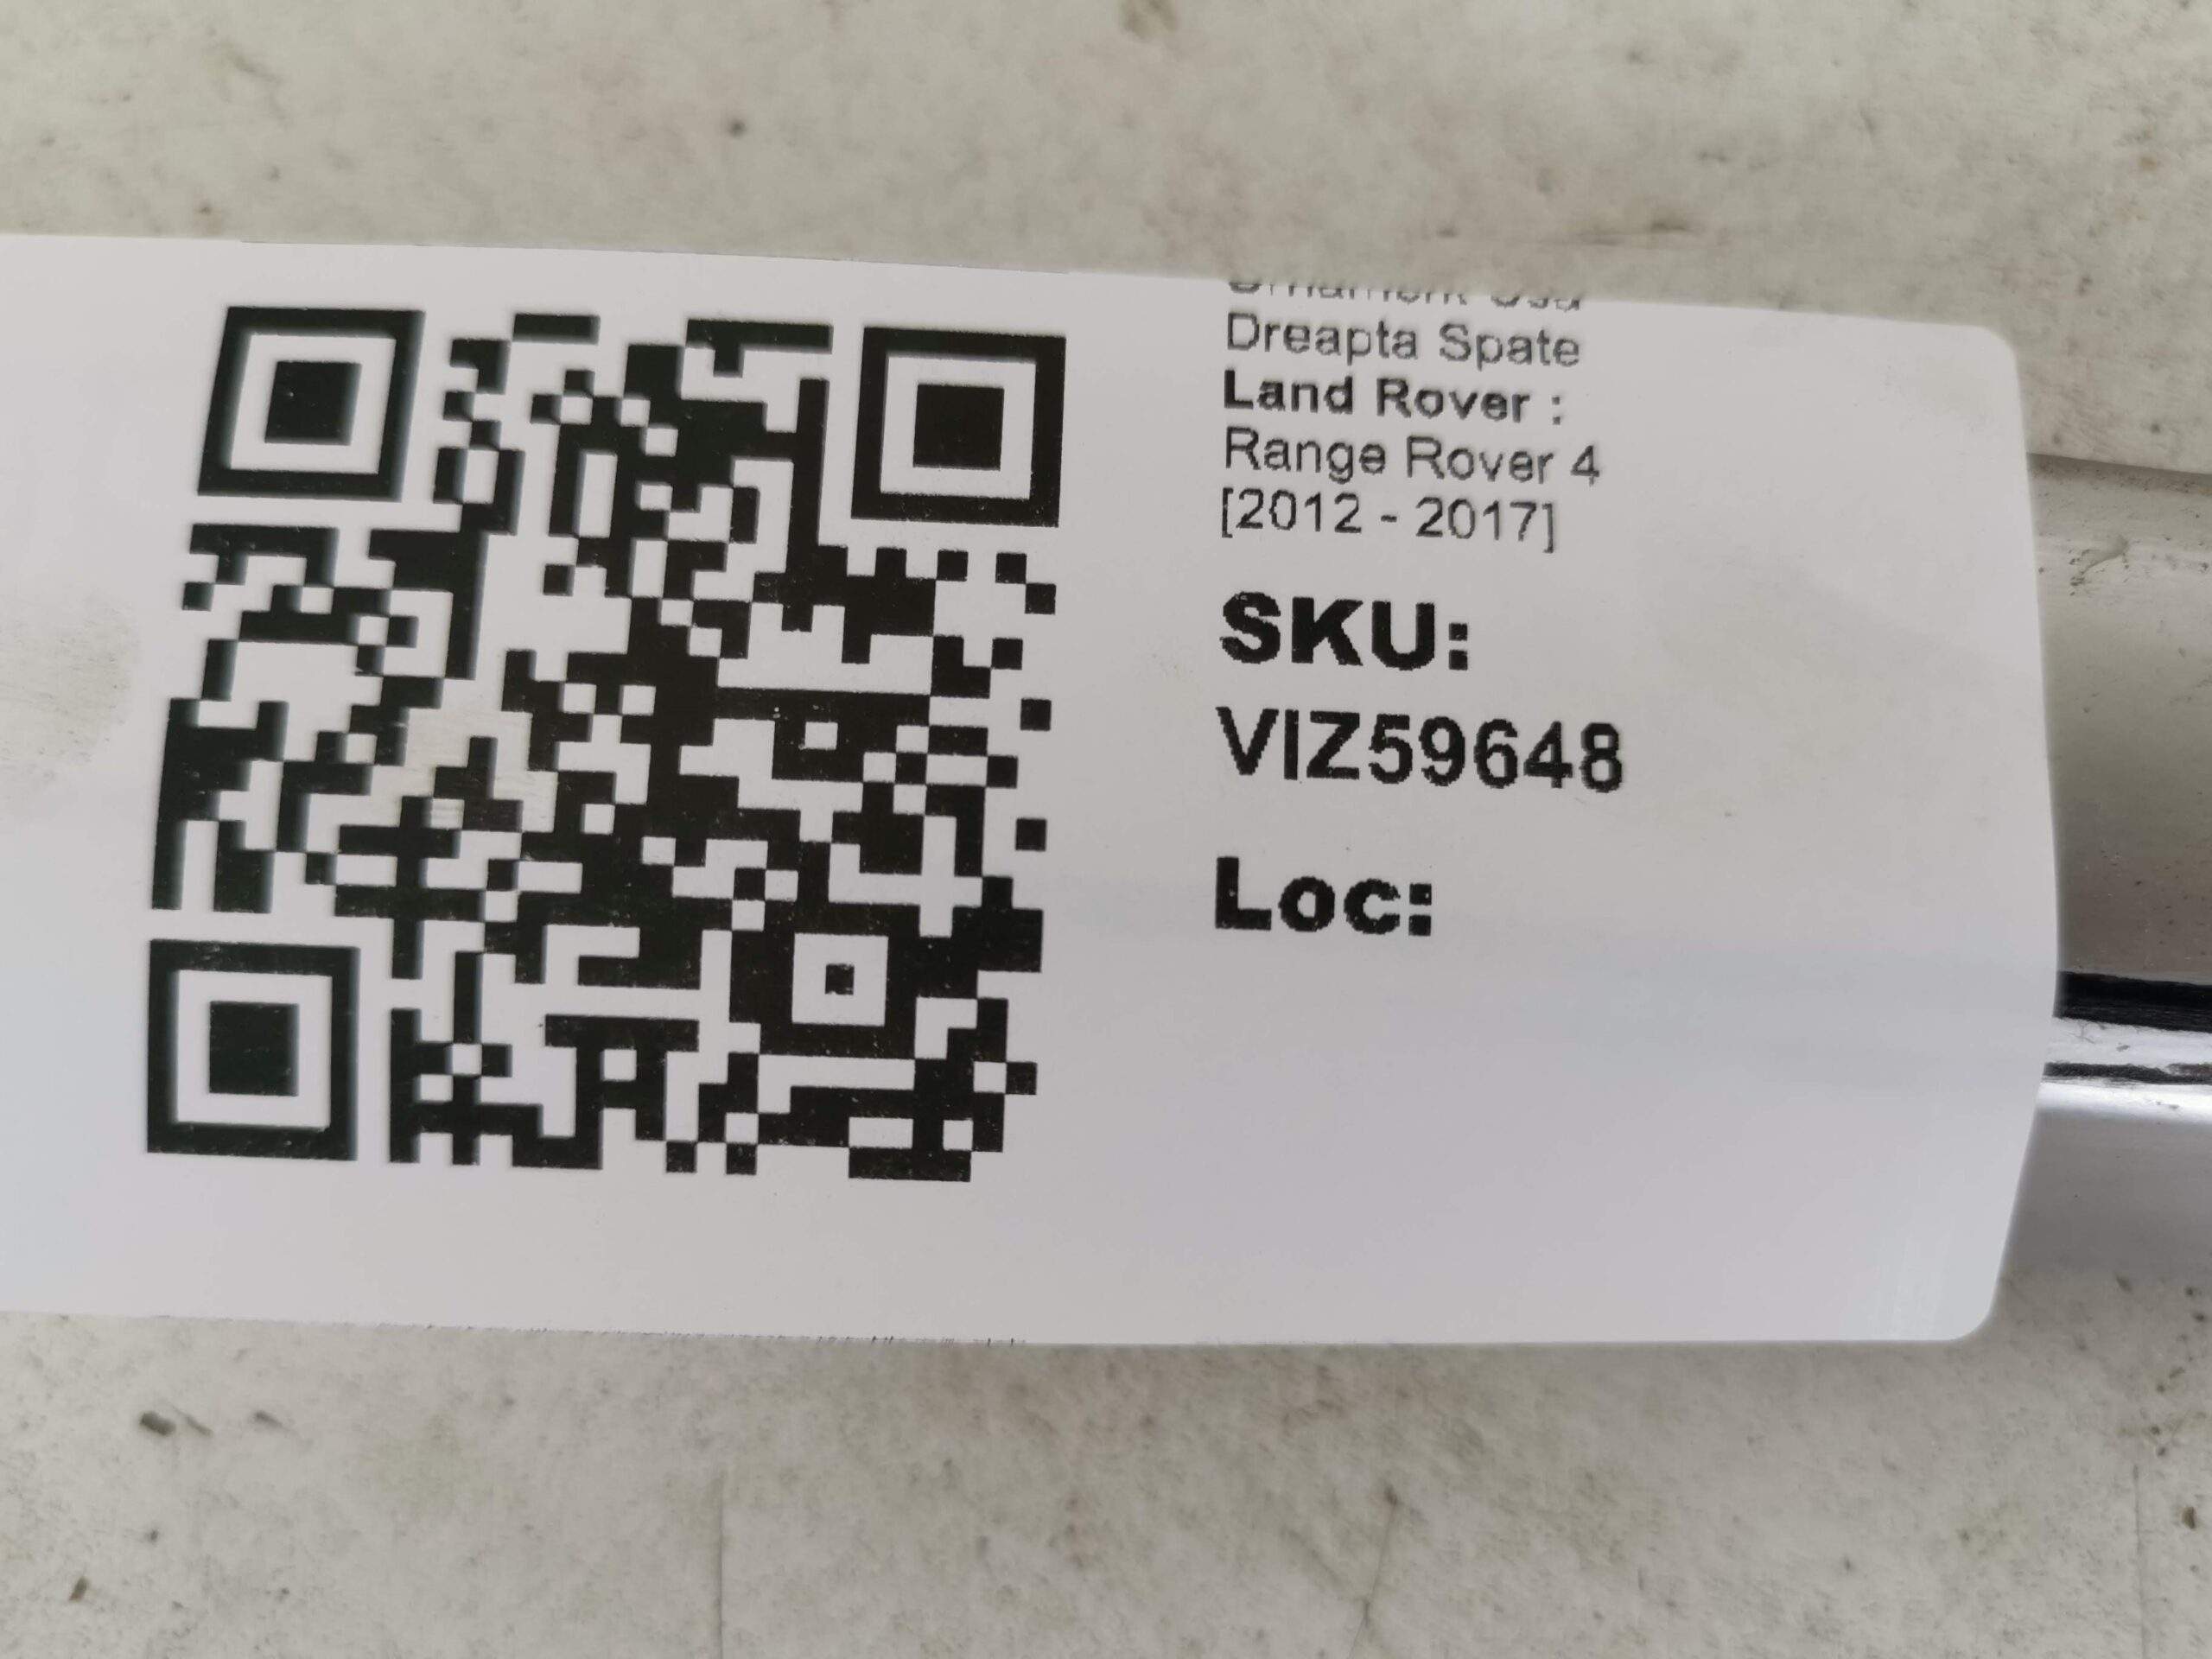 Dreapta Spate
Land Rover :
Range Rover 4
[2012 - 2017]
SKU:
VIZ59648
Loc: